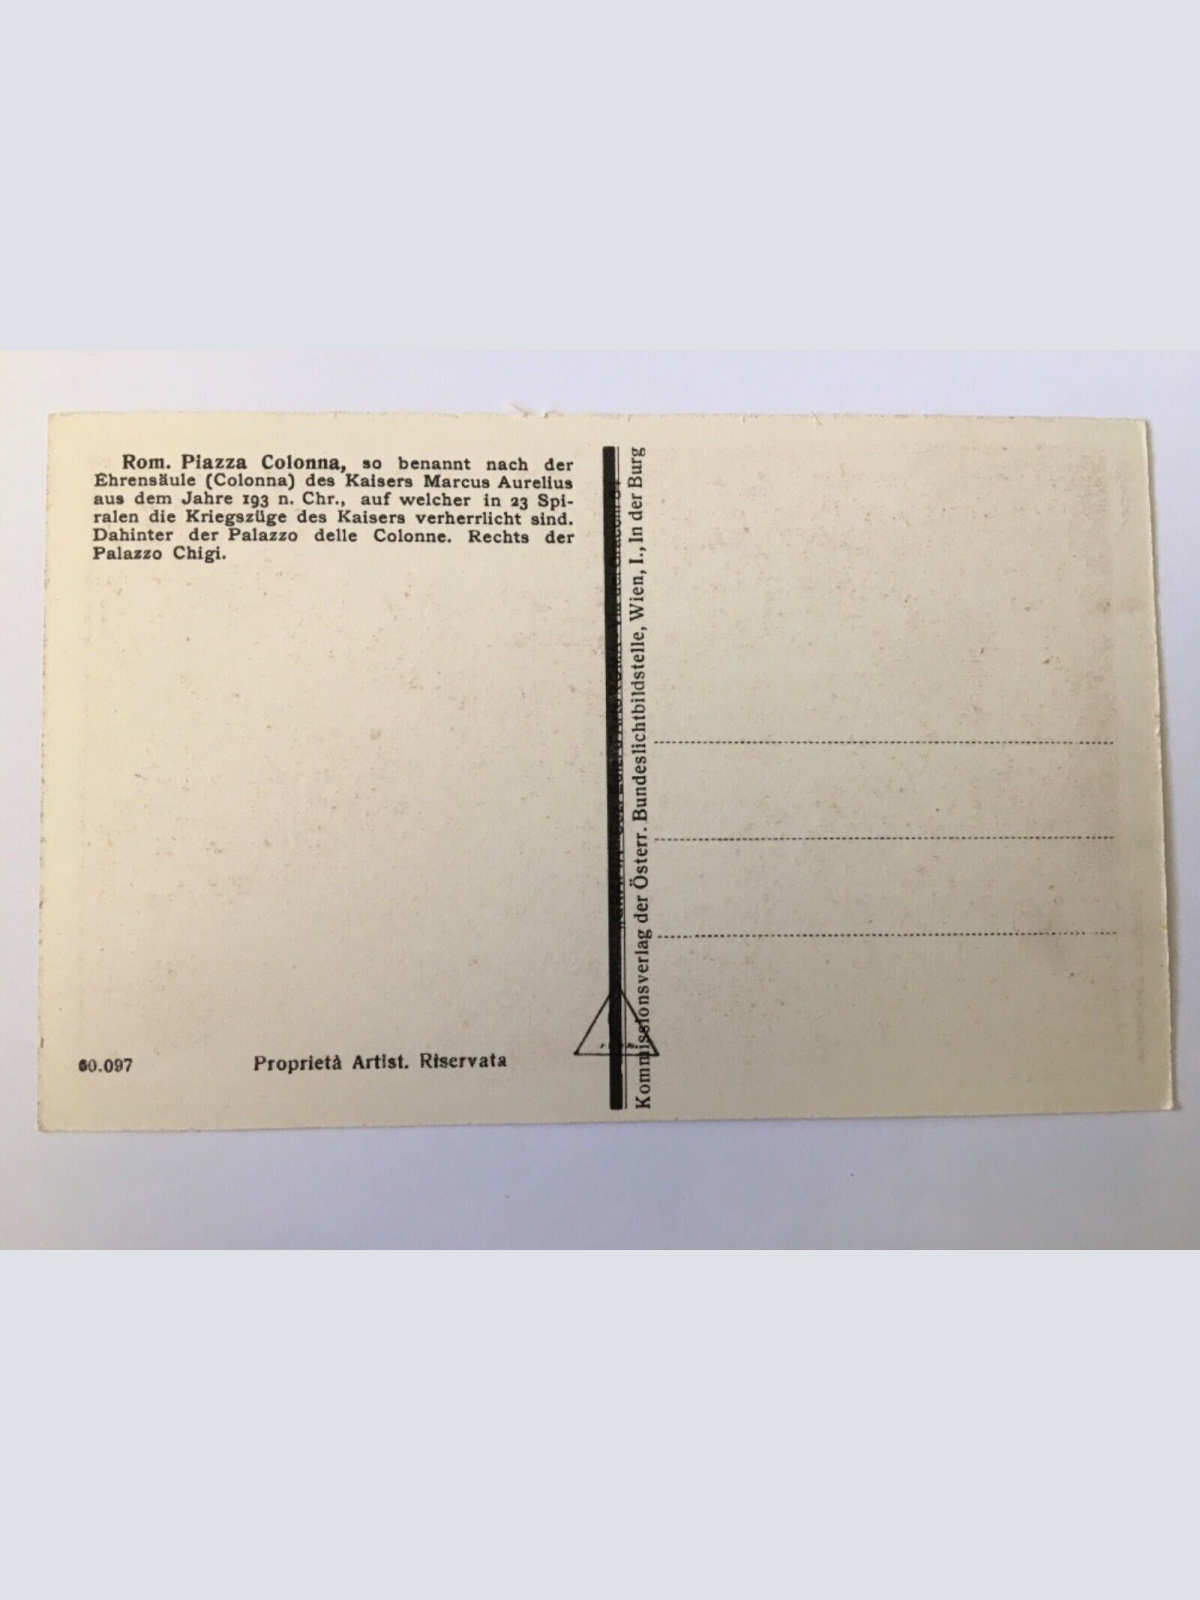 Rom. Piazza Colonna, so benannt nach der
Ehrensäule (Colonna) des Kaisers Marcus Aurelius
aus dem Jahre 193 n. Chr., auf welcher in 23 Spi-
ralen die Kriegszüge des Kaisers verherrlicht sind.
Dahinter der Palazzo delle Colonne. Rechts der
Palazzo Chigi.
60.097
Proprietà Artist. Riservata
Kommissionsverlag der Österr. Bundeslichtbildstelle, Wien, I., In der Burg